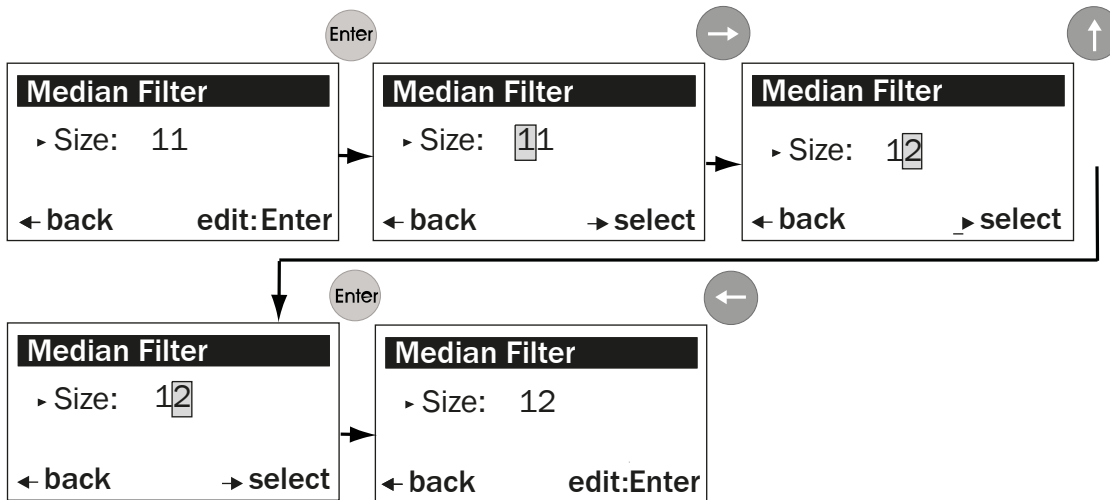 Enter
Median Filter
▸ Size: 11
← back edit:Enter
Median Filter
▸ Size: 11
← back → select
Median Filter
▸ Size: 12
← back _▸ select
Enter
Median Filter
▸ Size: 12
← back → select
Median Filter
▸ Size: 12
← back edit:Enter